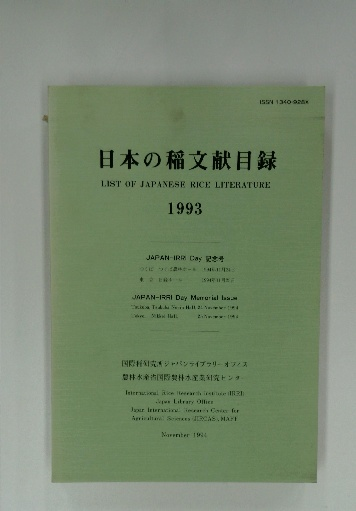 ISSN 1340-928X
日本の稲文献目録
LIST OF JAPANESE RICE LITERATURE
1993
JAPAN-IRRI Day 記念号
JAPAN-IRRI Day Memorial Issue
November 1994
国際稲研究所ジャパンライブラリーオフィス
農林水産省国際農林水産業研究センター
International Rice Research Institute (IRRI)
Japan Library Office
Japan International Research Center for
Agricultural Sciences (JIRCAS), MAFF
November 1994